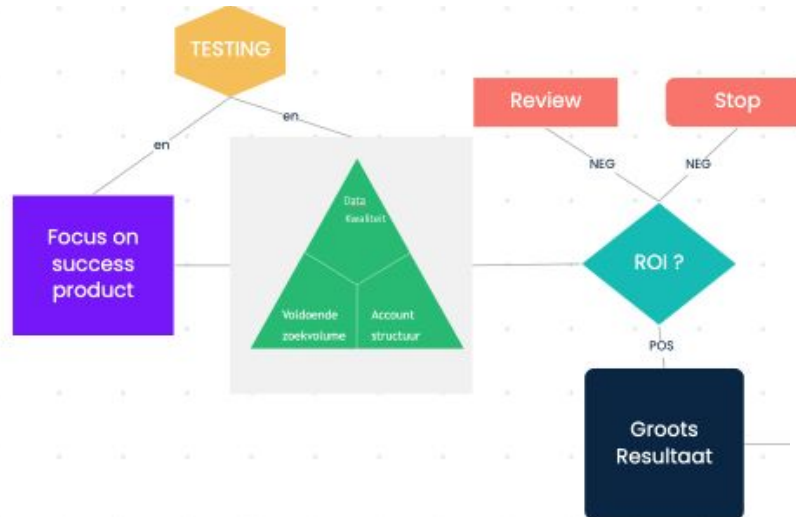 TESTING
en
en
Review
Stop
NEG
NEG
Data
Kwaliteit
Focus on
success
product
ROI ?
Voldoende
zoekvolume
Account
structuur
POS
Groots
Resultaat